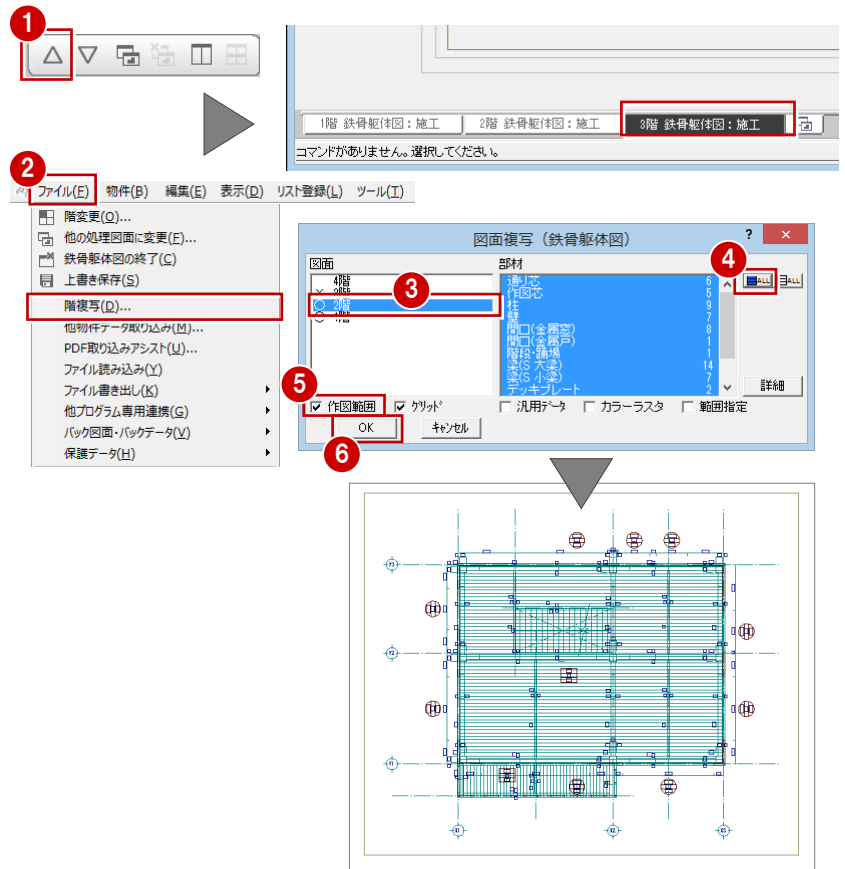 1
1階 鉄骨躯体図：施工
2階 鉄骨躯体図：施工
3階 鉄骨躯体図：施工
コマンドがありません。選択してください。
2
ファイル(F) 物件(B) 編集(E) 表示(D) リスト登録(L) ツール(T)
階変更(O)...
他の処理図面に変更(F)...
鉄骨躯体図の終了(C)
上書き保存(S)
階複写(D)...
他物件データ取り込み(M)...
PDF取り込みアシスト(U)...
ファイル読み込み(Y)
ファイル書き出し(K)
他プログラム専用連携(G)
バック図面・バックデータ(V)
保護データ(H)
図面複写（鉄骨躯体図）
? ×
図面
4階
× 3階
○ 2階
○ 1階
3
部材
通り芯 6
作図芯 5
柱 9
壁 7
開口(金属窓) 8
開口(金属戸) 1
階段・踊場 1
梁(S 大梁) 14
梁(S 小梁) 7
デッキプレート 2
4
ALL ALL
詳細
5
作図範囲 グリッド 汎用データ カラーラスタ 範囲指定
OK キャンセル
6
Y3
Y2
Y1
X1 X2 X3